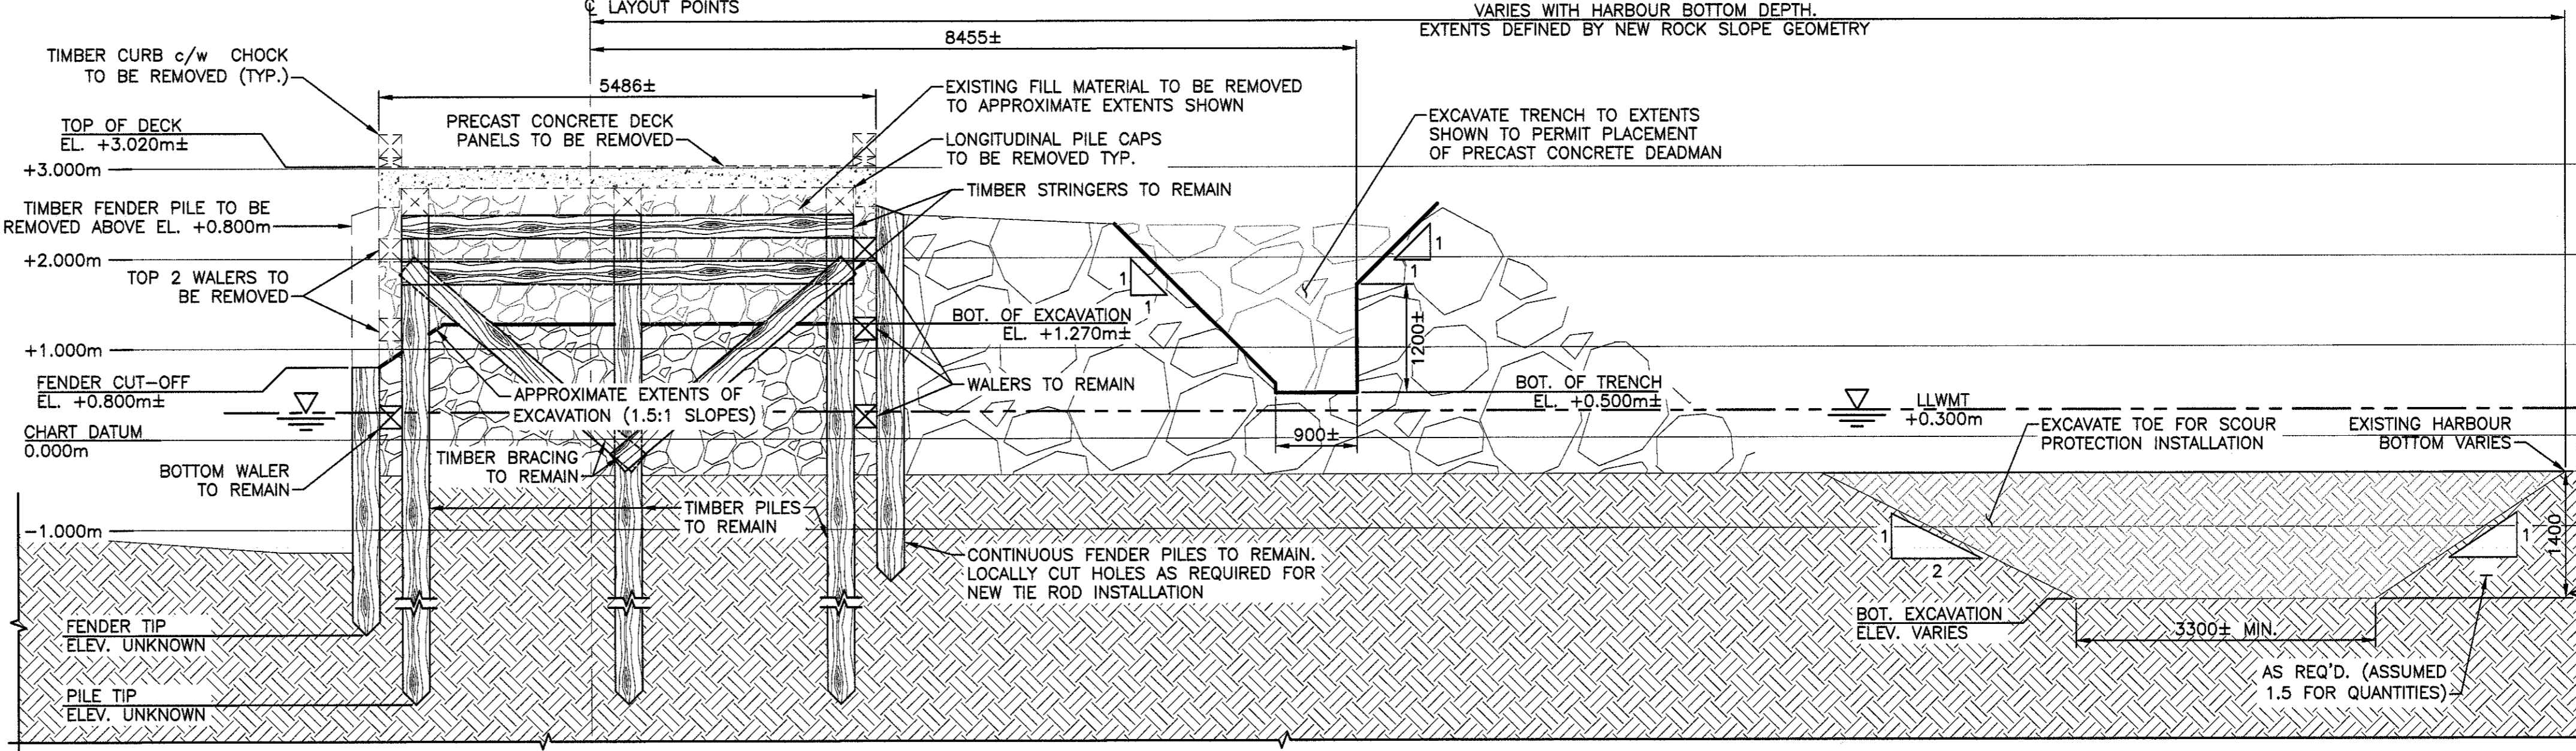 ℄ LAYOUT POINTS
VARIES WITH HARBOUR BOTTOM DEPTH.
EXTENTS DEFINED BY NEW ROCK SLOPE GEOMETRY
8455±
TIMBER CURB c/w CHOCK
TO BE REMOVED (TYP.)
5486±
EXISTING FILL MATERIAL TO BE REMOVED
TO APPROXIMATE EXTENTS SHOWN
TOP OF DECK
EL. +3.020m±
PRECAST CONCRETE DECK
PANELS TO BE REMOVED
LONGITUDINAL PILE CAPS
TO BE REMOVED TYP.
EXCAVATE TRENCH TO EXTENTS
SHOWN TO PERMIT PLACEMENT
OF PRECAST CONCRETE DEADMAN
+3.000m
TIMBER STRINGERS TO REMAIN
TIMBER FENDER PILE TO BE
REMOVED ABOVE EL. +0.800m
+2.000m
1
1
1
1
TOP 2 WALERS TO
BE REMOVED
BOT. OF EXCAVATION
EL. +1.270m±
1200±
+1.000m
FENDER CUT-OFF
EL. +0.800m±
APPROXIMATE EXTENTS OF
EXCAVATION (1.5:1 SLOPES)
WALERS TO REMAIN
BOT. OF TRENCH
EL. +0.500m±
LLWMT
+0.300m
CHART DATUM
0.000m
900±
EXCAVATE TOE FOR SCOUR
PROTECTION INSTALLATION
EXISTING HARBOUR
BOTTOM VARIES
BOTTOM WALER
TO REMAIN
TIMBER BRACING
TO REMAIN
TIMBER PILES
TO REMAIN
-1.000m
1
2
1
1400
CONTINUOUS FENDER PILES TO REMAIN.
LOCALLY CUT HOLES AS REQUIRED FOR
NEW TIE ROD INSTALLATION
FENDER TIP
ELEV. UNKNOWN
BOT. EXCAVATION
ELEV. VARIES
3300± MIN.
PILE TIP
ELEV. UNKNOWN
AS REQ'D. (ASSUMED
1.5 FOR QUANTITIES)